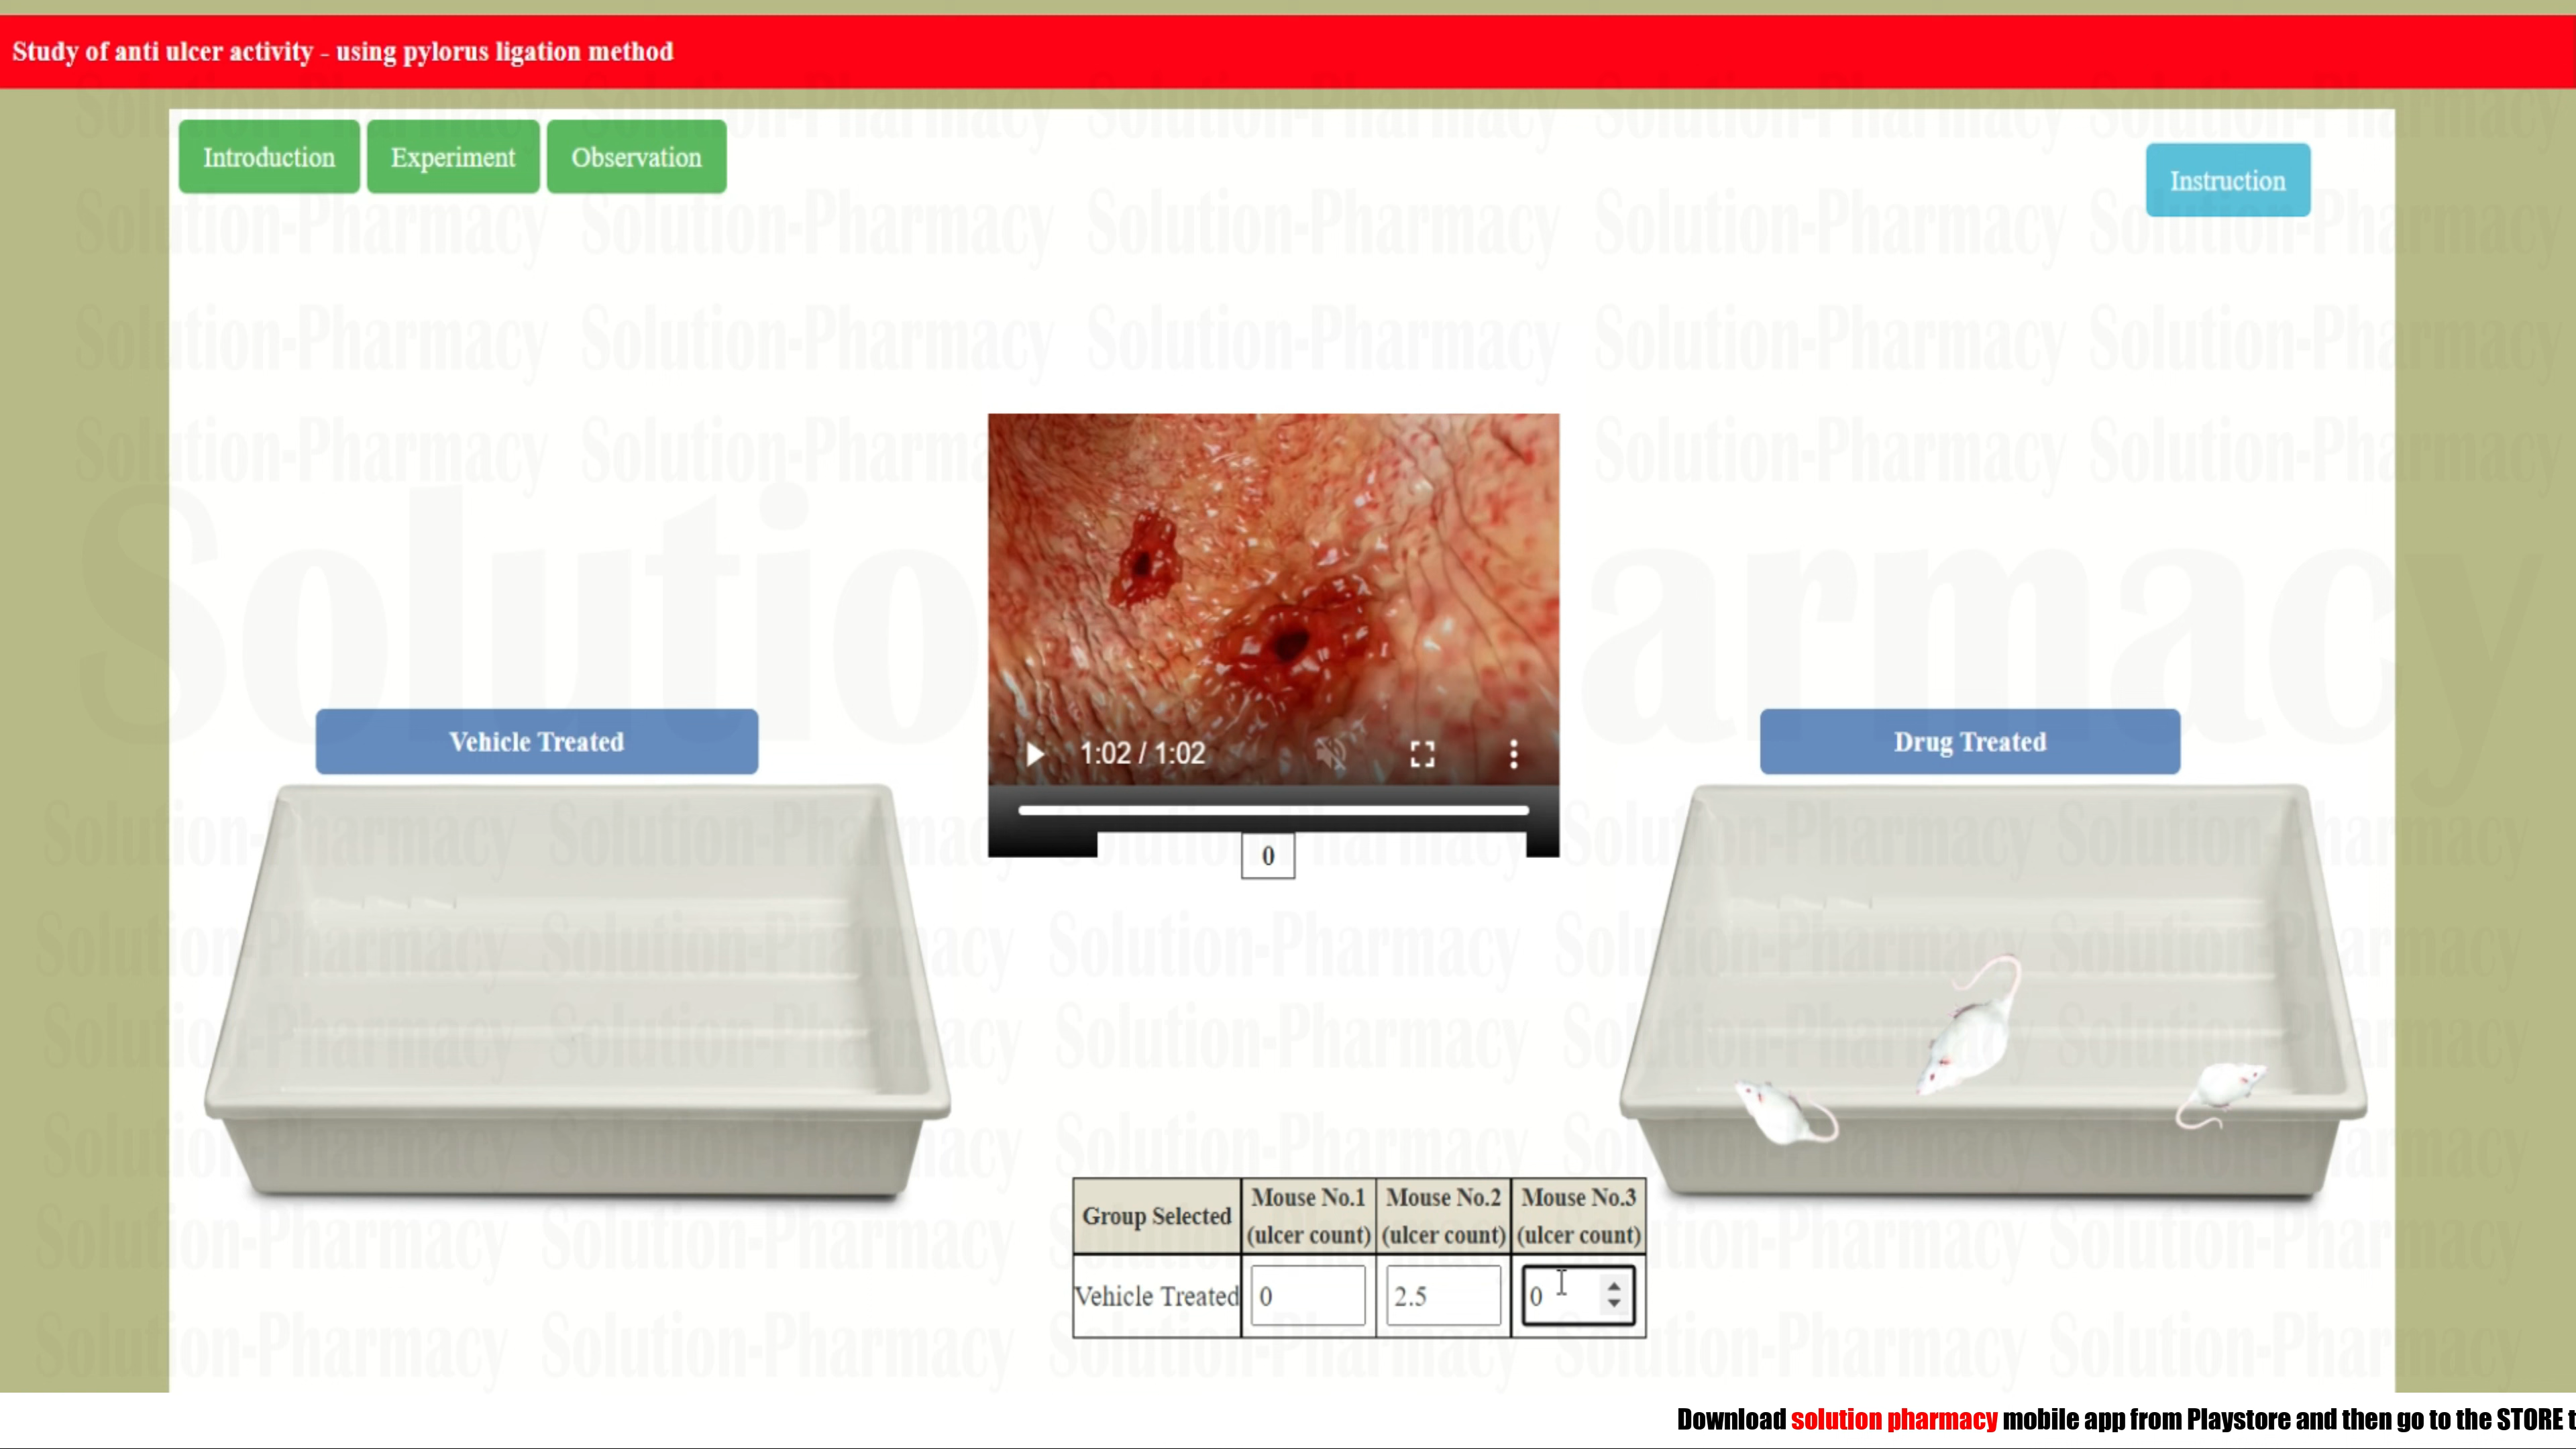 Study of anti ulcer activity - using pylorus ligation method
Introduction Experiment Observation
Instruction
Solution-Pharmacy
Vehicle Treated
Drug Treated
1:02 / 1:02
0
Group Selected Mouse No.1 (ulcer count) Mouse No.2 (ulcer count) Mouse No.3 (ulcer count)
Vehicle Treated 0 2.5 0
Download solution pharmacy mobile app from Playstore and then go to the STORE t